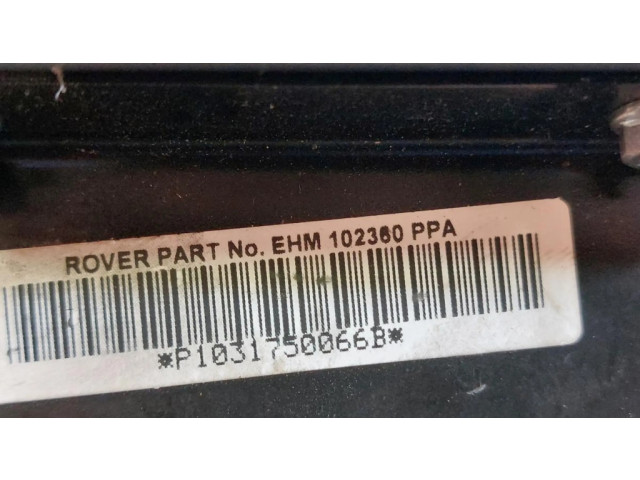 ROVER PART No. EHM 102360 PPA
*P1031750066B*